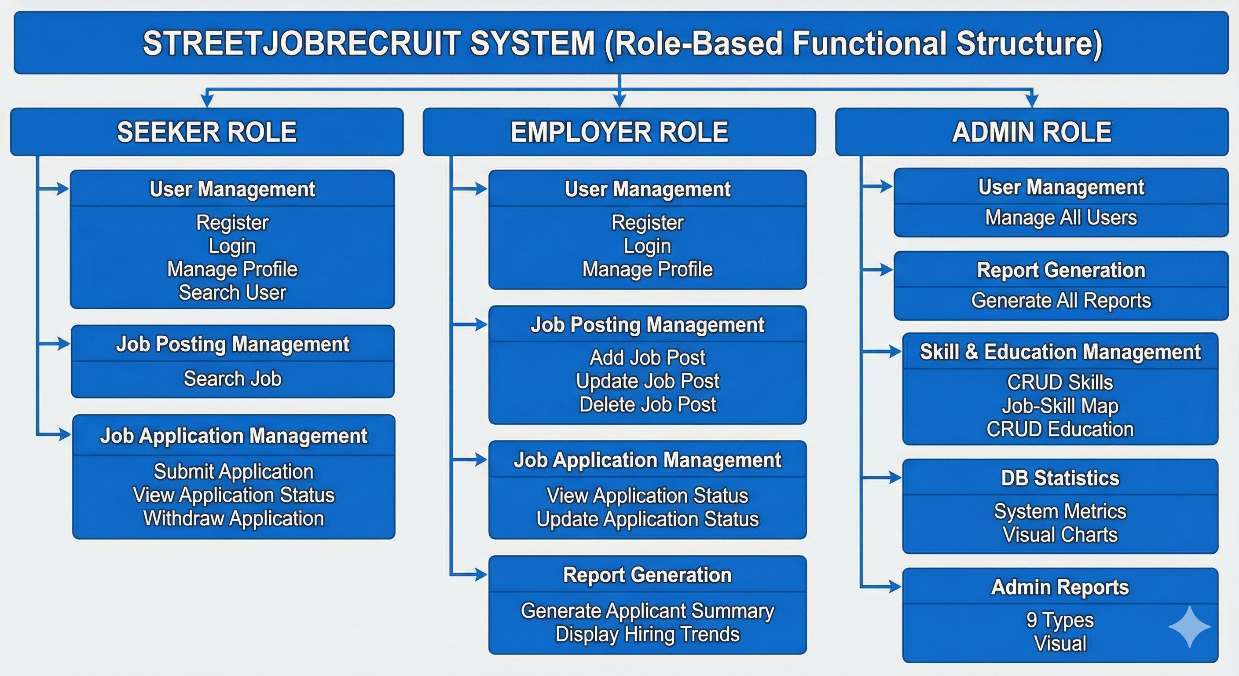 STREETJOBRECRUIT SYSTEM (Role-Based Functional Structure)
SEEKER ROLE
User Management
Register
Login
Manage Profile
Search User
Job Posting Management
Search Job
Job Application Management
Submit Application
View Application Status
Withdraw Application
EMPLOYER ROLE
User Management
Register
Login
Manage Profile
Job Posting Management
Add Job Post
Update Job Post
Delete Job Post
Job Application Management
View Application Status
Update Application Status
Report Generation
Generate Applicant Summary
Display Hiring Trends
ADMIN ROLE
User Management
Manage All Users
Report Generation
Generate All Reports
Skill & Education Management
CRUD Skills
Job-Skill Map
CRUD Education
DB Statistics
System Metrics
Visual Charts
Admin Reports
9 Types
Visual